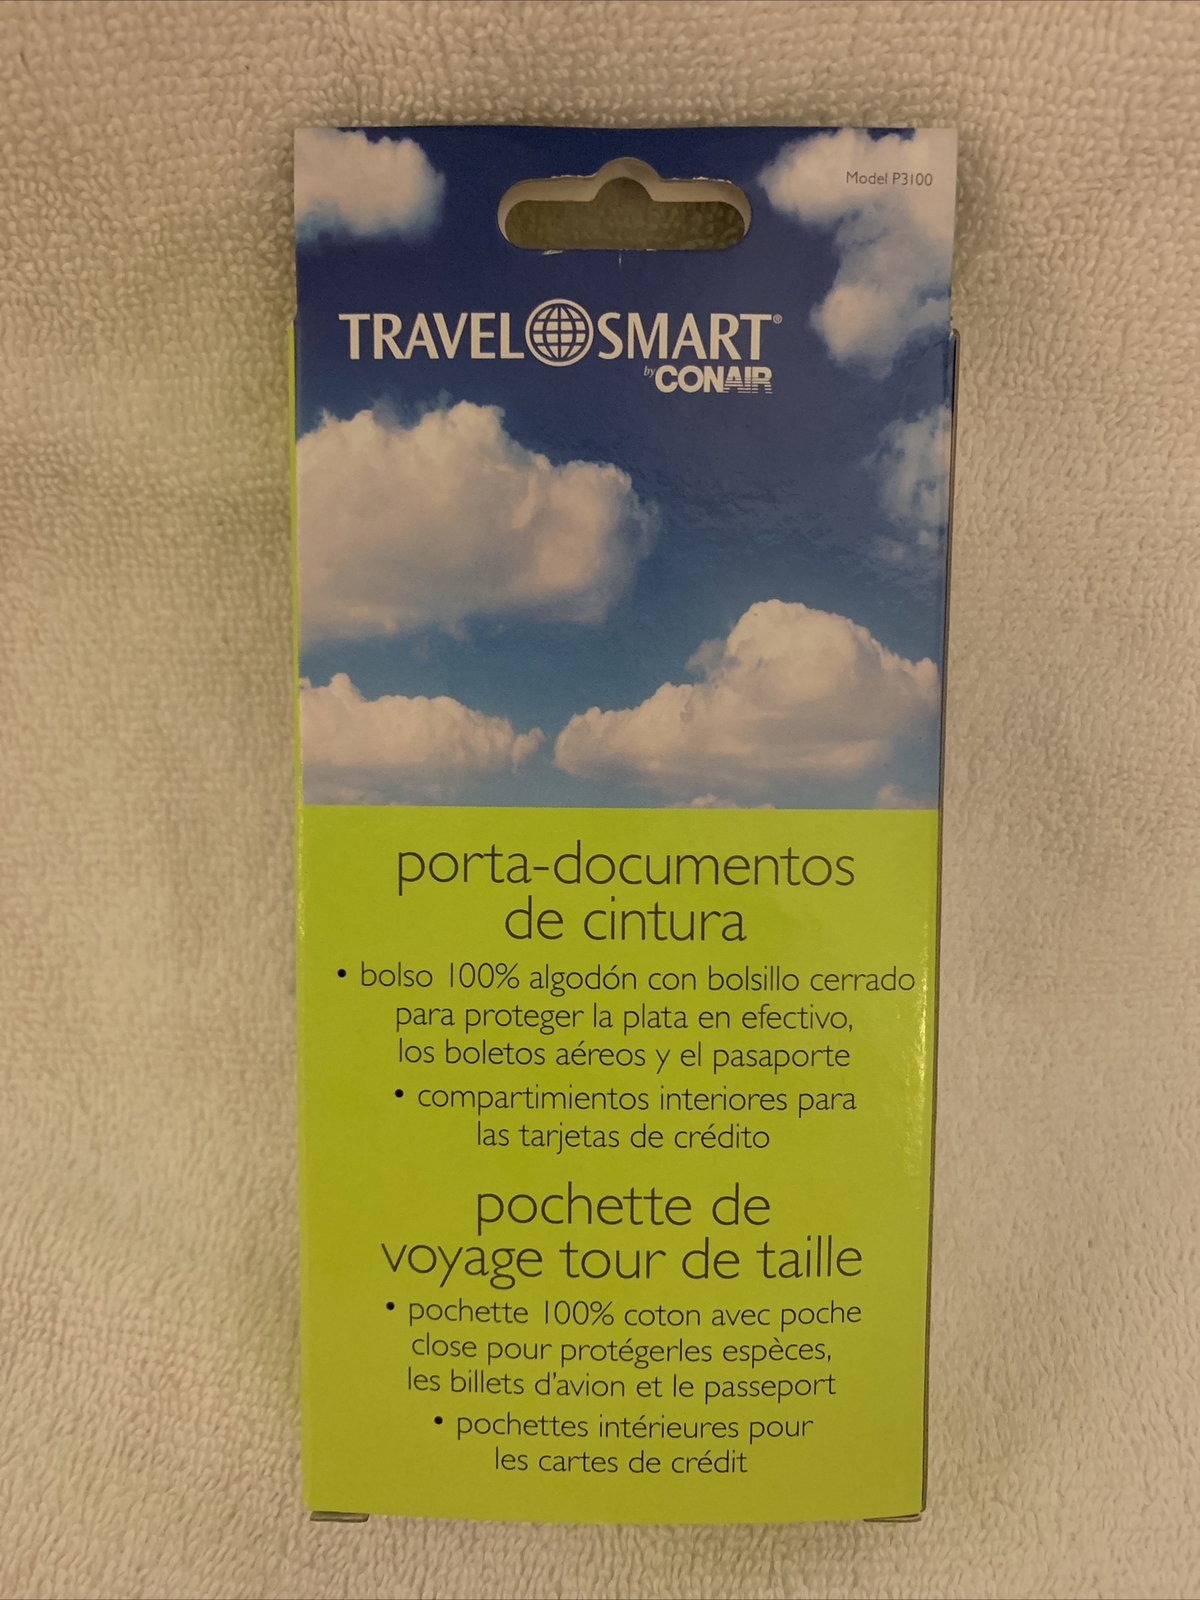 Model P3100
TRAVEL SMART®
by CONAIR
porta-documentos
de cintura
• bolso 100% algodón con bolsillo cerrado
para proteger la plata en efectivo,
los boletos aéreos y el pasaporte
• compartimientos interiores para
las tarjetas de crédito
pochette de
voyage tour de taille
• pochette 100% coton avec poche
close pour protégerles espèces,
les billets d'avion et le passeport
• pochettes intérieures pour
les cartes de crédit